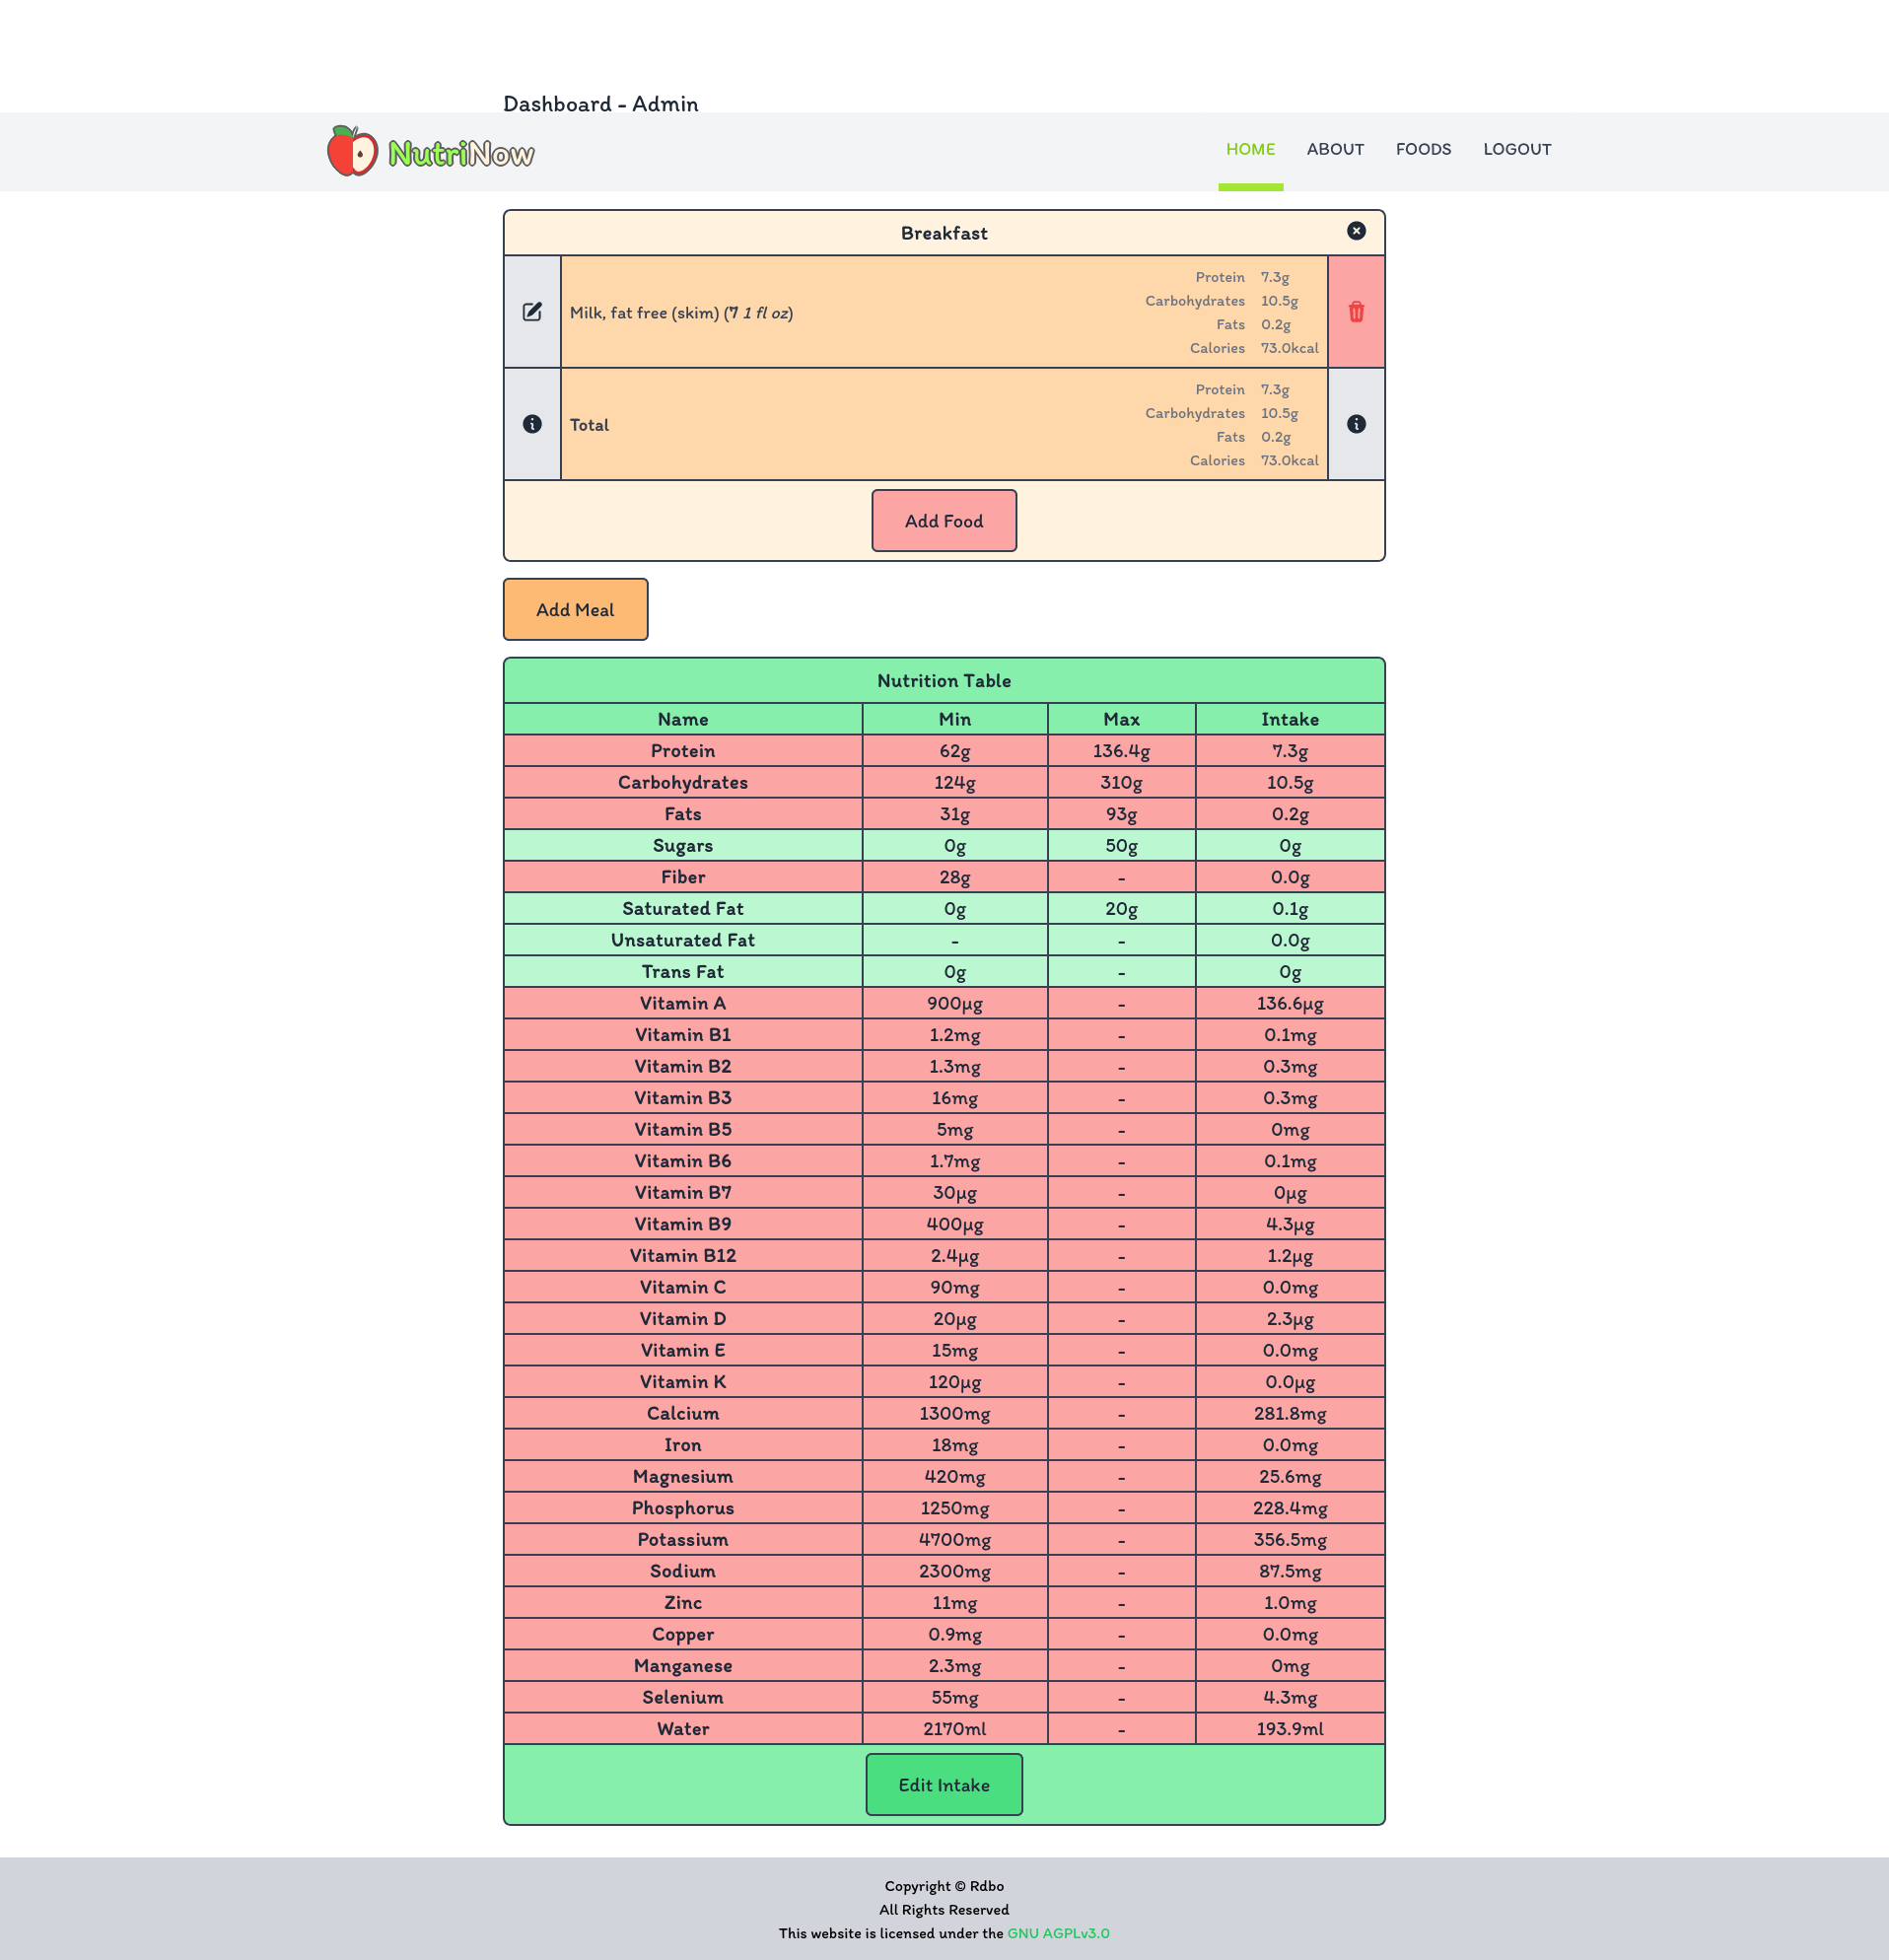 Dashboard - Admin
NutriNow
HOME ABOUT FOODS LOGOUT
Breakfast
Milk, fat free (skim) (7 1 fl oz)
Protein 7.3g
Carbohydrates 10.5g
Fats 0.2g
Calories 73.0kcal
Total
Protein 7.3g
Carbohydrates 10.5g
Fats 0.2g
Calories 73.0kcal
Add Food
Add Meal
Nutrition Table
Name Min Max Intake
Protein 62g 136.4g 7.3g
Carbohydrates 124g 310g 10.5g
Fats 31g 93g 0.2g
Sugars 0g 50g 0g
Fiber 28g - 0.0g
Saturated Fat 0g 20g 0.1g
Unsaturated Fat - - 0.0g
Trans Fat 0g - 0g
Vitamin A 900µg - 136.6µg
Vitamin B1 1.2mg - 0.1mg
Vitamin B2 1.3mg - 0.3mg
Vitamin B3 16mg - 0.3mg
Vitamin B5 5mg - 0mg
Vitamin B6 1.7mg - 0.1mg
Vitamin B7 30µg - 0µg
Vitamin B9 400µg - 4.3µg
Vitamin B12 2.4µg - 1.2µg
Vitamin C 90mg - 0.0mg
Vitamin D 20µg - 2.3µg
Vitamin E 15mg - 0.0mg
Vitamin K 120µg - 0.0µg
Calcium 1300mg - 281.8mg
Iron 18mg - 0.0mg
Magnesium 420mg - 25.6mg
Phosphorus 1250mg - 228.4mg
Potassium 4700mg - 356.5mg
Sodium 2300mg - 87.5mg
Zinc 11mg - 1.0mg
Copper 0.9mg - 0.0mg
Manganese 2.3mg - 0mg
Selenium 55mg - 4.3mg
Water 2170ml - 193.9ml
Edit Intake
Copyright © Rdbo
All Rights Reserved
This website is licensed under the GNU AGPLv3.0